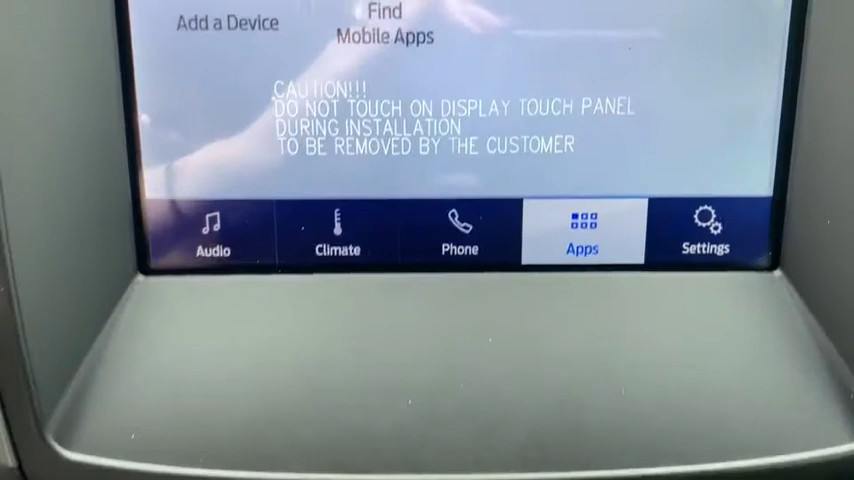 Add a Device
Find
Mobile Apps
CAUTION!!!
DO NOT TOUCH ON DISPLAY TOUCH PANEL
DURING INSTALLATION
TO BE REMOVED BY THE CUSTOMER
Audio
Climate
Phone
Apps
Settings